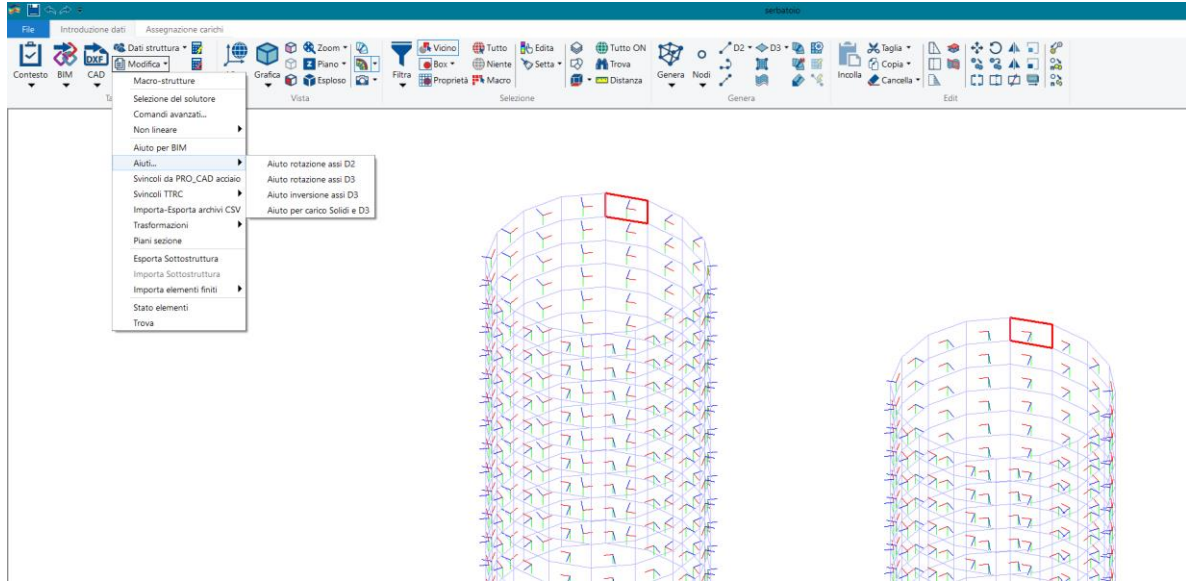 serbatoio
File Introduzione dati Assegnazione carichi
Dati struttura Zoom Vicino Tutto Edita Tutto ON D2 D3 Taglia
Modifica Piano Box Niente Setta Trova Copia
Contesto BIM CAD DXF Grafica Esploso Filtra Proprietà Macro Distanza Genera Nodi Incolla Cancella
Vista Selezione Genera Edit
Macro-strutture
Selezione del solutore
Comandi avanzati...
Non lineare
Aiuto per BIM
Aiuti... Aiuto rotazione assi D2
Svincoli da PRO_CAD acciaio Aiuto rotazione assi D3
Svincoli TTRC Aiuto inversione assi D3
Importa-Esporta archivi CSV Aiuto per carico Solidi e D3
Trasformazioni
Piani sezione
Esporta Sottostruttura
Importa Sottostruttura
Importa elementi finiti
Stato elementi
Trova